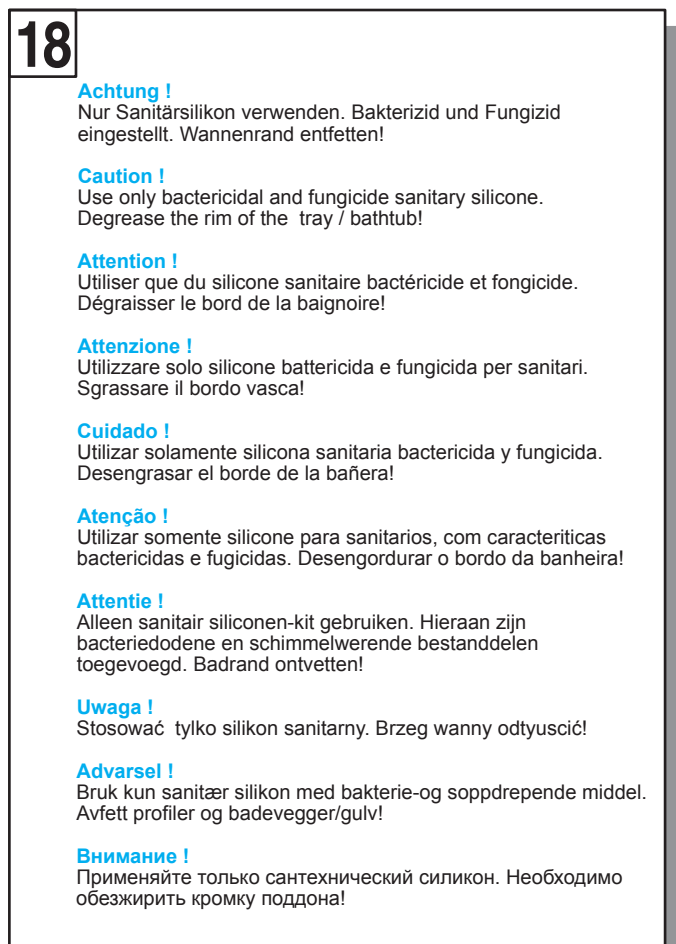 18
Achtung !
Nur Sanitärsilikon verwenden. Bakterizid und Fungizid
eingestellt. Wannenrand entfetten!
Caution !
Use only bactericidal and fungicide sanitary silicone.
Degrease the rim of the  tray / bathtub!
Attention !
Utiliser que du silicone sanitaire bactéricide et fongicide.
Dégraisser le bord de la baignoire!
Attenzione !
Utilizzare solo silicone battericida e fungicida per sanitari.
Sgrassare il bordo vasca!
Cuidado !
Utilizar solamente silicona sanitaria bactericida y fungicida.
Desengrasar el borde de la bañera!
Atenção !
Utilizar somente silicone para sanitarios, com caracteriticas
bactericidas e fugicidas. Desengordurar o bordo da banheira!
Attentie !
Alleen sanitair siliconen-kit gebruiken. Hieraan zijn
bacteriedodene en schimmelwerende bestanddelen
toegevoegd. Badrand ontvetten!
Uwaga !
Stosować  tylko silikon sanitarny. Brzeg wanny odtyuscić!
Advarsel !
Bruk kun sanitær silikon med bakterie-og soppdrepende middel.
Avfett profiler og badevegger/gulv!
Внимание !
Применяйте только сантехнический силикон. Необходимо
обезжирить кромку поддона!